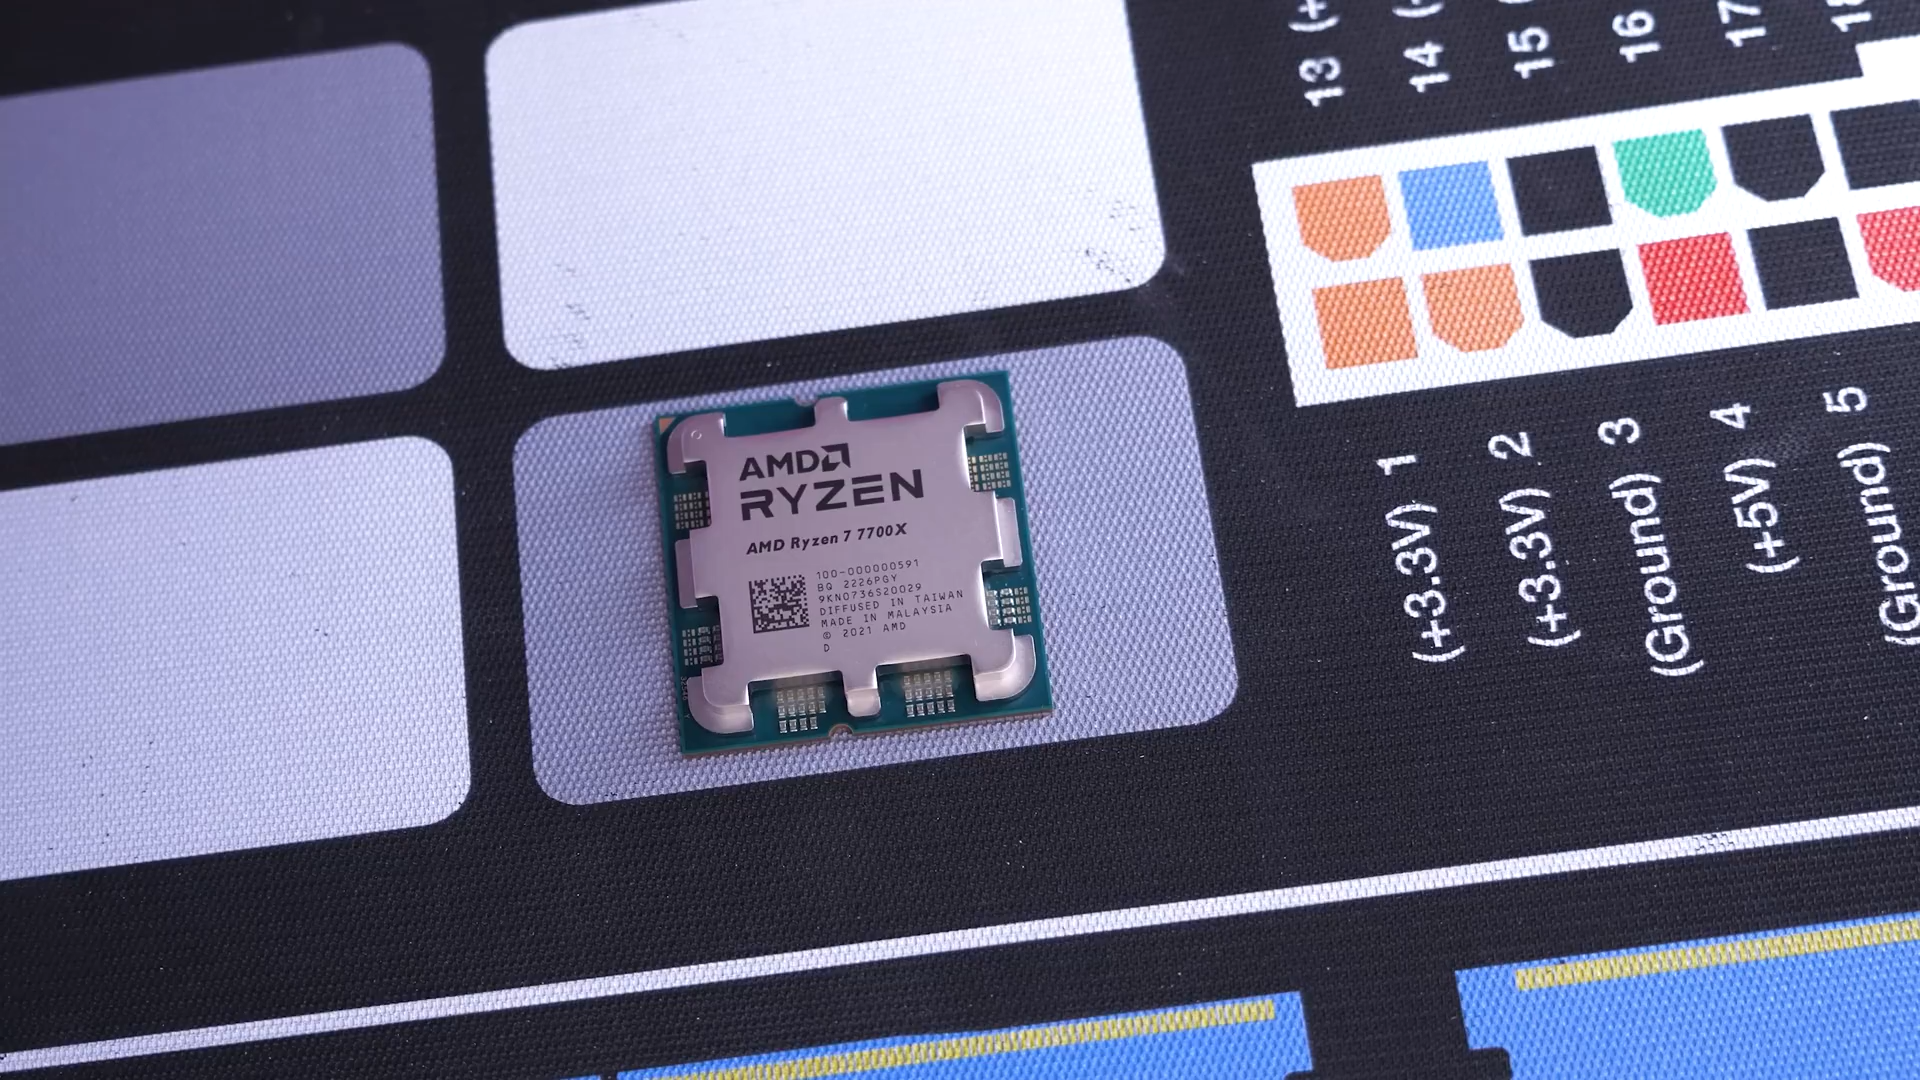 AMD
RYZEN
AMD Ryzen 7 7700X
100-000000591
BQ 2226PGY
9KN0736S20029
DIFFUSED IN TAIWAN
MADE IN MALAYSIA
© 2021 AMD
D
13 (+
14 (-
15 (
16
17
18
(+3.3V) 1
(+3.3V) 2
(Ground) 3
(+5V) 4
(Ground) 5